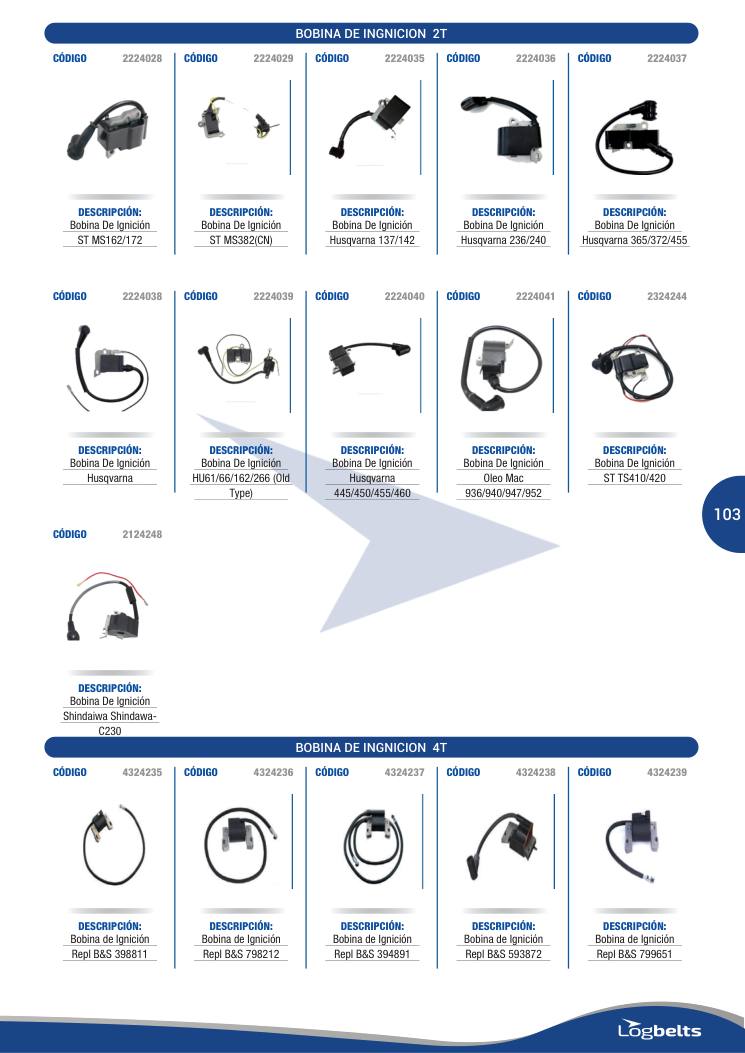 BOBINA DE INGNICION 2T
CÓDIGO 2224028
DESCRIPCIÓN:
Bobina De Ignición
ST MS162/172
CÓDIGO 2224029
DESCRIPCIÓN:
Bobina De Ignición
ST MS382(CN)
CÓDIGO 2224035
DESCRIPCIÓN:
Bobina De Ignición
Husqvarna 137/142
CÓDIGO 2224036
DESCRIPCIÓN:
Bobina De Ignición
Husqvarna 236/240
CÓDIGO 2224037
DESCRIPCIÓN:
Bobina De Ignición
Husqvarna 365/372/455
CÓDIGO 2224038
DESCRIPCIÓN:
Bobina De Ignición
Husqvarna
CÓDIGO 2224039
DESCRIPCIÓN:
Bobina De Ignición
HU61/66/162/266 (Old
Type)
CÓDIGO 2224040
DESCRIPCIÓN:
Bobina De Ignición
Husqvarna
445/450/455/460
CÓDIGO 2224041
DESCRIPCIÓN:
Bobina De Ignición
Oleo Mac
936/940/947/952
CÓDIGO 2324244
DESCRIPCIÓN:
Bobina De Ignición
ST TS410/420
103
CÓDIGO 2124248
DESCRIPCIÓN:
Bobina De Ignición
Shindaiwa Shindawa-
C230
BOBINA DE INGNICION 4T
CÓDIGO 4324235
DESCRIPCIÓN:
Bobina de Ignición
Repl B&S 398811
CÓDIGO 4324236
DESCRIPCIÓN:
Bobina de Ignición
Repl B&S 798212
CÓDIGO 4324237
DESCRIPCIÓN:
Bobina de Ignición
Repl B&S 394891
CÓDIGO 4324238
DESCRIPCIÓN:
Bobina de Ignición
Repl B&S 593872
CÓDIGO 4324239
DESCRIPCIÓN:
Bobina de Ignición
Repl B&S 799651
Logbelts